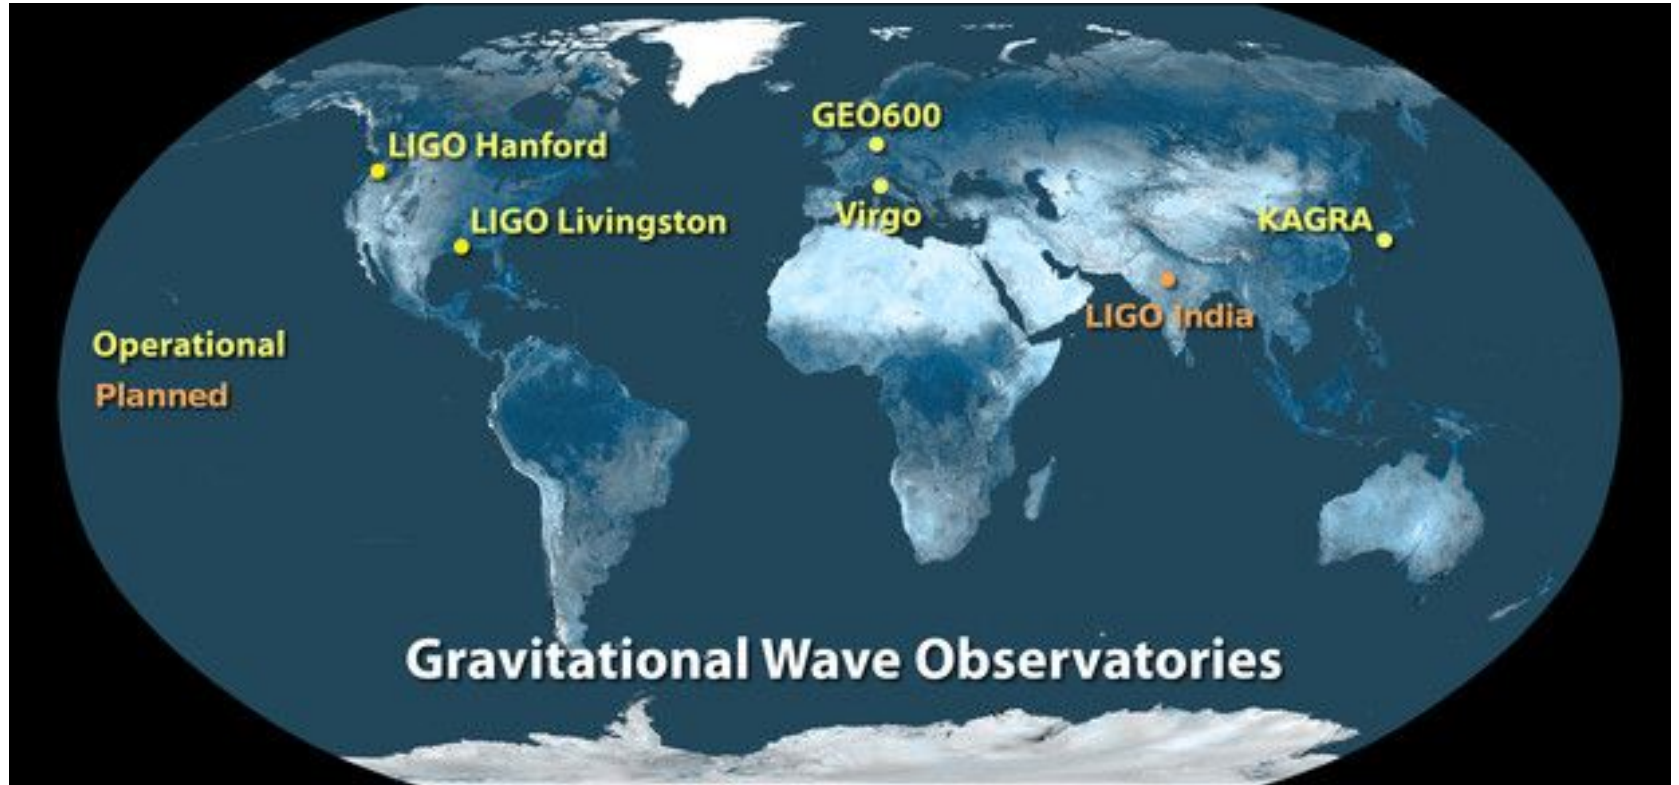 GEO600
LIGO Hanford
LIGO Livingston
Virgo
KAGRA
LIGO India
Operational
Planned
Gravitational Wave Observatories